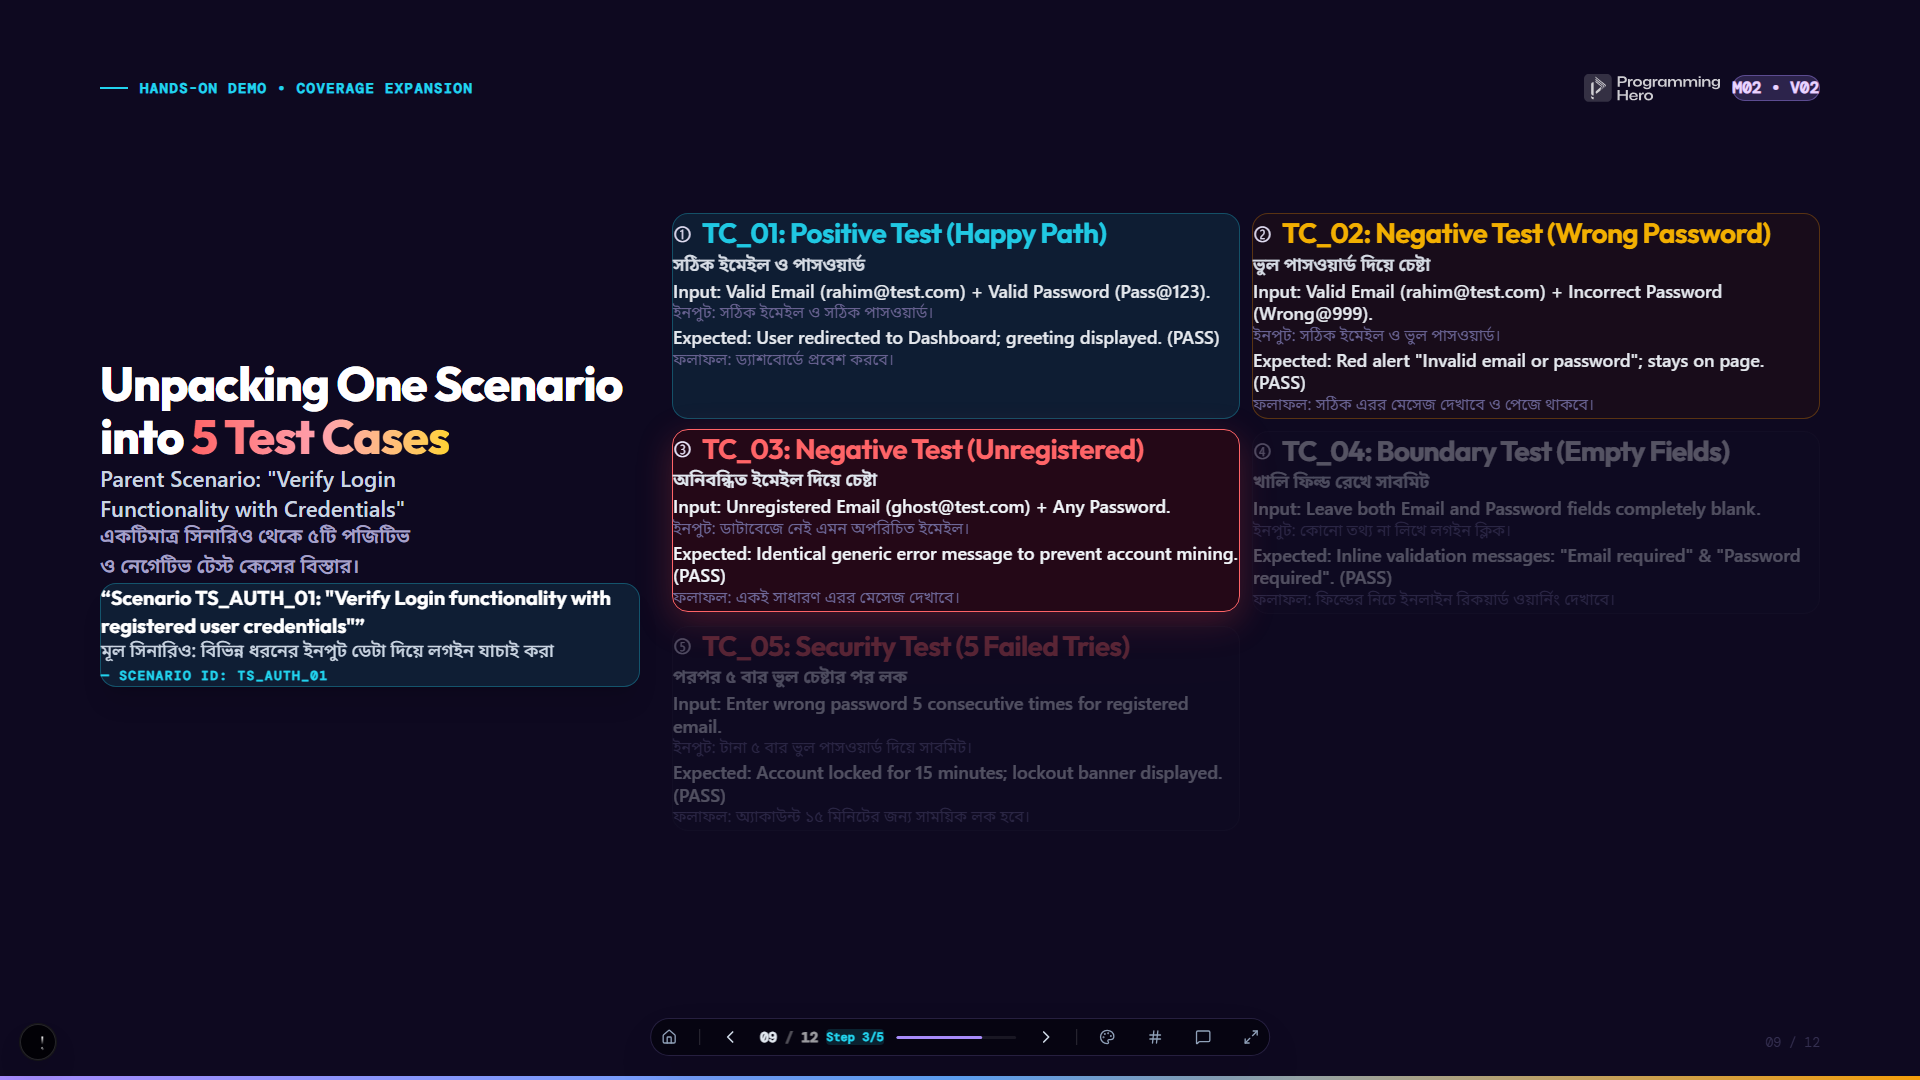 HANDS-ON DEMO • COVERAGE EXPANSION
Programming
Hero
M02 • V02
Unpacking One Scenario
into 5 Test Cases
Parent Scenario: "Verify Login
Functionality with Credentials"
একটিমাত্র সিনারিও থেকে ৫টি পজিটিভ
ও নেগেটিভ টেস্ট কেসের বিস্তার।
“Scenario TS_AUTH_01: "Verify Login functionality with
registered user credentials"”
মূল সিনারিও: বিভিন্ন ধরনের ইনপুট ডেটা দিয়ে লগইন যাচাই করা
— SCENARIO ID: TS_AUTH_01
① TC_01: Positive Test (Happy Path)
সঠিক ইমেইল ও পাসওয়ার্ড
Input: Valid Email (rahim@test.com) + Valid Password (Pass@123).
ইনপুট: সঠিক ইমেইল ও সঠিক পাসওয়ার্ড।
Expected: User redirected to Dashboard; greeting displayed. (PASS)
ফলাফল: ড্যাশবোর্ডে প্রবেশ করবে।
② TC_02: Negative Test (Wrong Password)
ভুল পাসওয়ার্ড দিয়ে চেষ্টা
Input: Valid Email (rahim@test.com) + Incorrect Password
(Wrong@999).
ইনপুট: সঠিক ইমেইল ও ভুল পাসওয়ার্ড।
Expected: Red alert "Invalid email or password"; stays on page.
(PASS)
ফলাফল: সঠিক এরর মেসেজ দেখাবে ও পেজে থাকবে।
③ TC_03: Negative Test (Unregistered)
অনিবন্ধিত ইমেইল দিয়ে চেষ্টা
Input: Unregistered Email (ghost@test.com) + Any Password.
ইনপুট: ডাটাবেজে নেই এমন অপরিচিত ইমেইল।
Expected: Identical generic error message to prevent account mining.
(PASS)
ফলাফল: একই সাধারণ এরর মেসেজ দেখাবে।
④ TC_04: Boundary Test (Empty Fields)
খালি ফিল্ড রেখে সাবমিট
Input: Leave both Email and Password fields completely blank.
ইনপুট: কোনো তথ্য না লিখে লগইন ক্লিক।
Expected: Inline validation messages: "Email required" & "Password
required". (PASS)
ফলাফল: ফিল্ডের নিচে ইনলাইন রিকয়ার্ড ওয়ার্নিং দেখাবে।
⑤ TC_05: Security Test (5 Failed Tries)
পরপর ৫ বার ভুল চেষ্টার পর লক
Input: Enter wrong password 5 consecutive times for registered
email.
ইনপুট: টানা ৫ বার ভুল পাসওয়ার্ড দিয়ে সাবমিট।
Expected: Account locked for 15 minutes; lockout banner displayed.
(PASS)
ফলাফল: অ্যাকাউন্ট ১৫ মিনিটের জন্য সাময়িক লক হবে।
09 / 12 Step 3/5
09 / 12